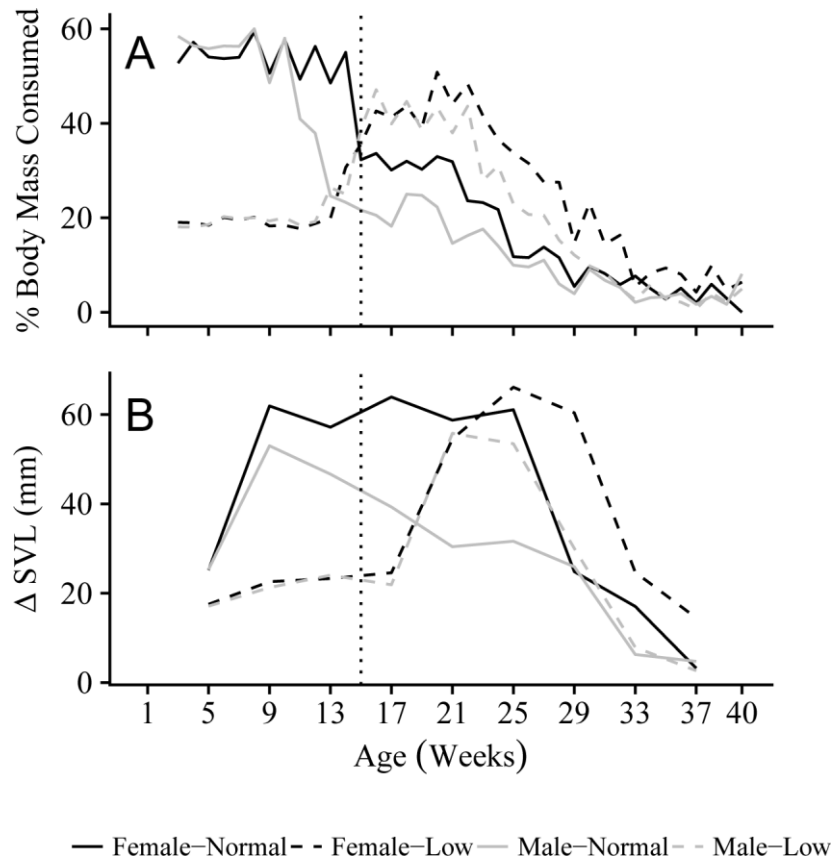 A
% Body Mass Consumed
60
40
20
0
B
Δ SVL (mm)
60
40
20
0
1 5 9 13 17 21 25 29 33 37 40
Age (Weeks)
Female−Normal Female−Low Male−Normal Male−Low